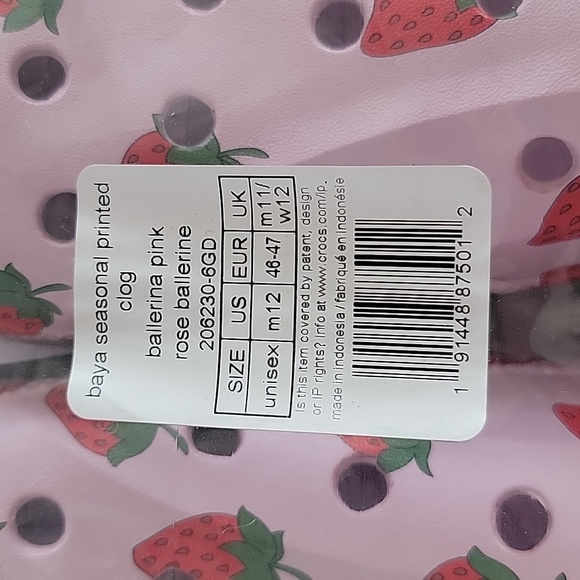 baya seasonal printed
clog
ballerina pink
rose ballerine
206230-6GD
SIZE US EUR UK
unisex m12 46-47 m11/
w12
Is this item covered by patent, design
or IP rights? Info at www.crocs.com/ip.
made in indonesia / fabriqué en indonésie
1 91448 87501 2